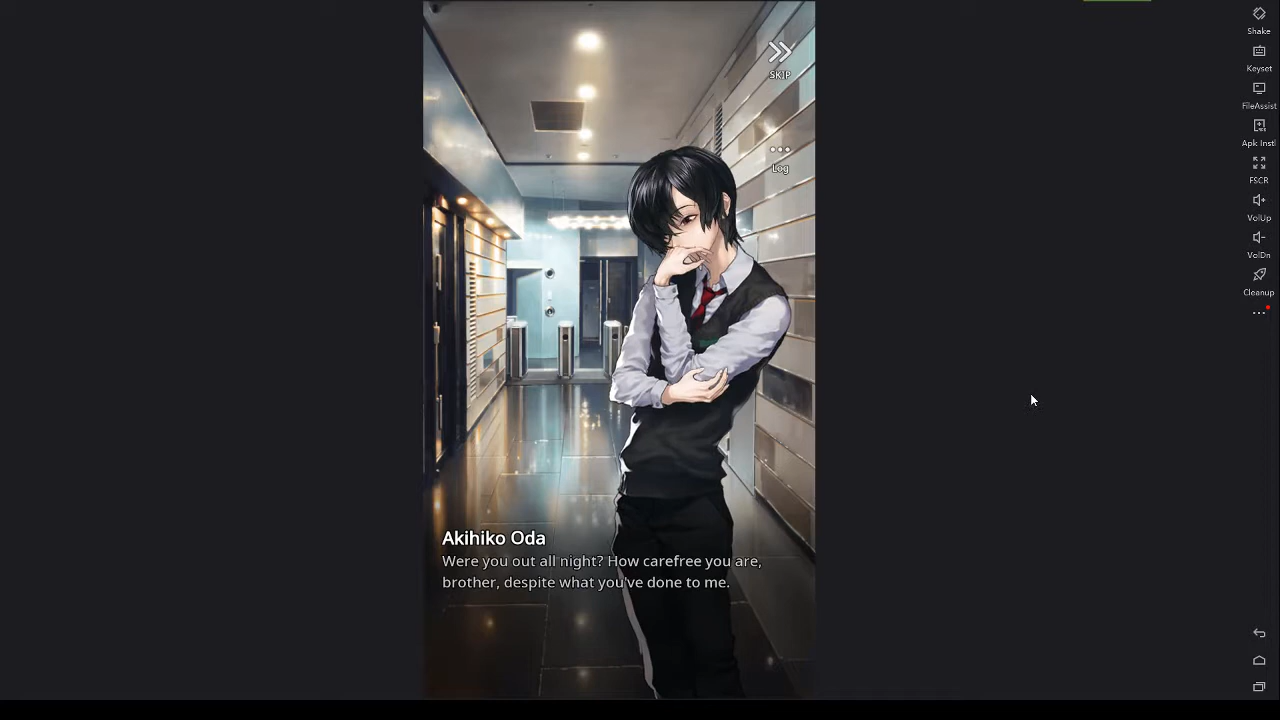 SKIP
Log
Akihiko Oda
Were you out all night? How carefree you are,
brother, despite what you've done to me.
Shake
Keyset
FileAssist
Apk Instl
FSCR
VolUp
VolDn
Cleanup